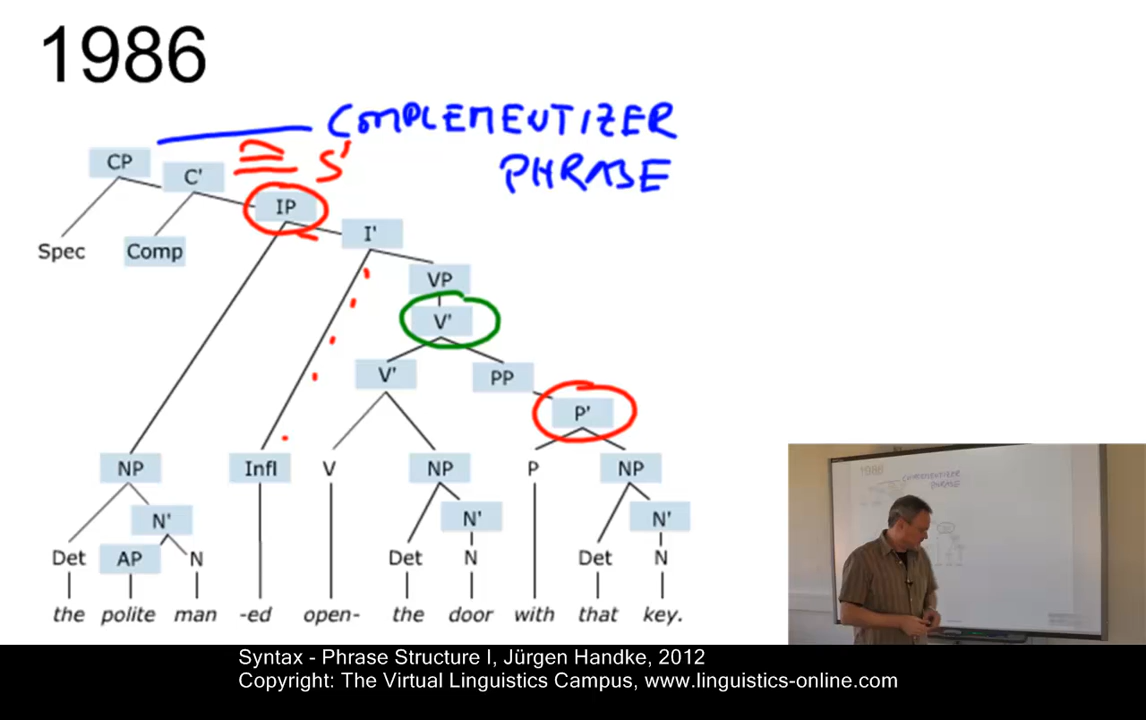 1986
COMPLEMENTIZER
PHRASE
≅ S'
CP
C'
IP
Spec
Comp
I'
VP
V'
V'
PP
P'
NP
Infl
V
NP
P
NP
N'
N'
N'
Det
AP
N
Det
N
Det
N
the polite man -ed open- the door with that key.
Syntax - Phrase Structure I, Jürgen Handke, 2012
Copyright: The Virtual Linguistics Campus, www.linguistics-online.com